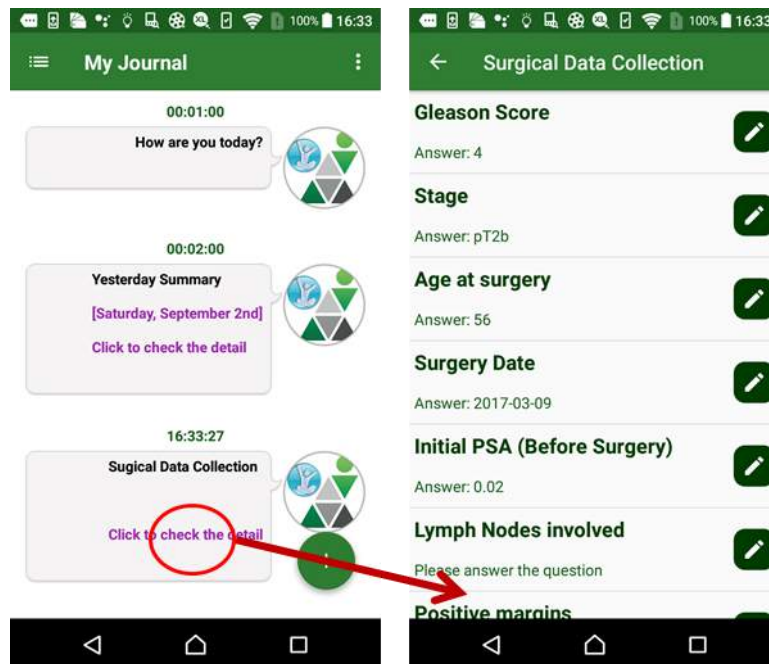 100% 16:33
My Journal
00:01:00
How are you today?
00:02:00
Yesterday Summary
[Saturday, September 2nd]
Click to check the detail
16:33:27
Sugical Data Collection
Click to check the detail
100% 16:33
Surgical Data Collection
Gleason Score
Answer: 4
Stage
Answer: pT2b
Age at surgery
Answer: 56
Surgery Date
Answer: 2017-03-09
Initial PSA (Before Surgery)
Answer: 0.02
Lymph Nodes involved
Please answer the question
Positive margins